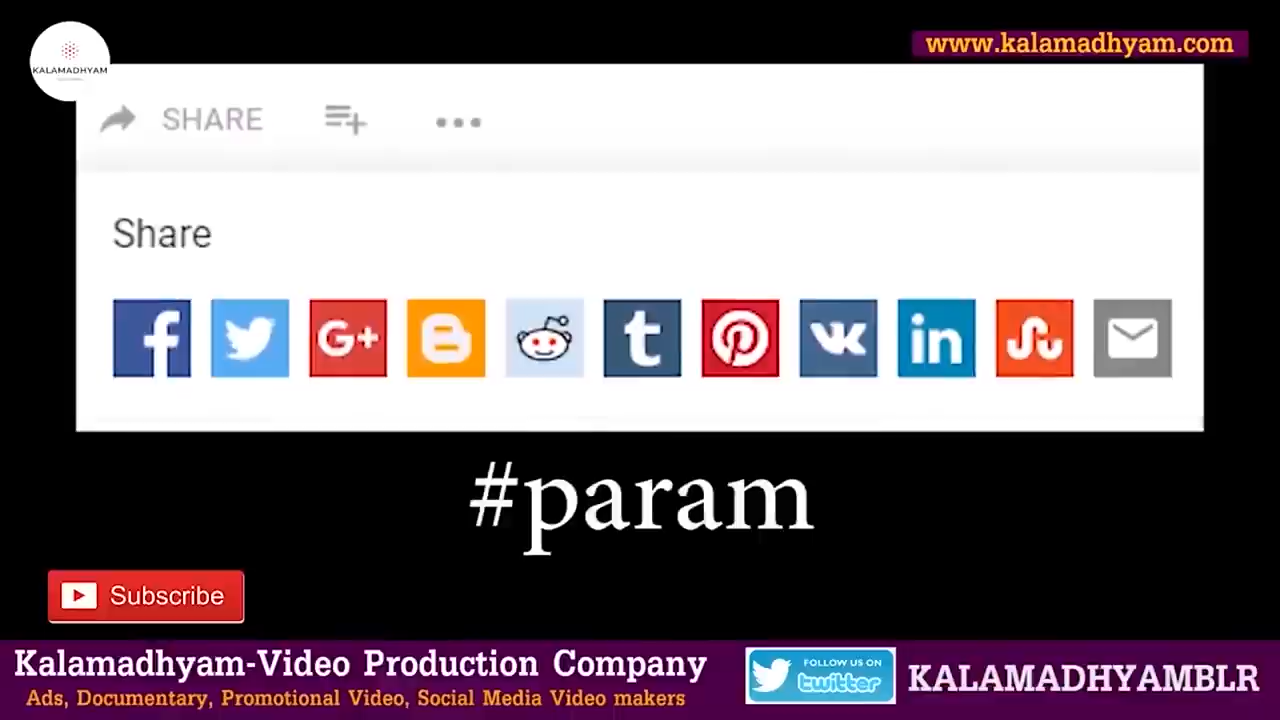 KALAMADHYAM
www.kalamadhyam.com
SHARE
Share
f G+ B t P VK in
#param
Subscribe
Kalamadhyam-Video Production Company
Ads, Documentary, Promotional Video, Social Media Video makers
FOLLOW US ON
twitter
KALAMADHYAMBLR